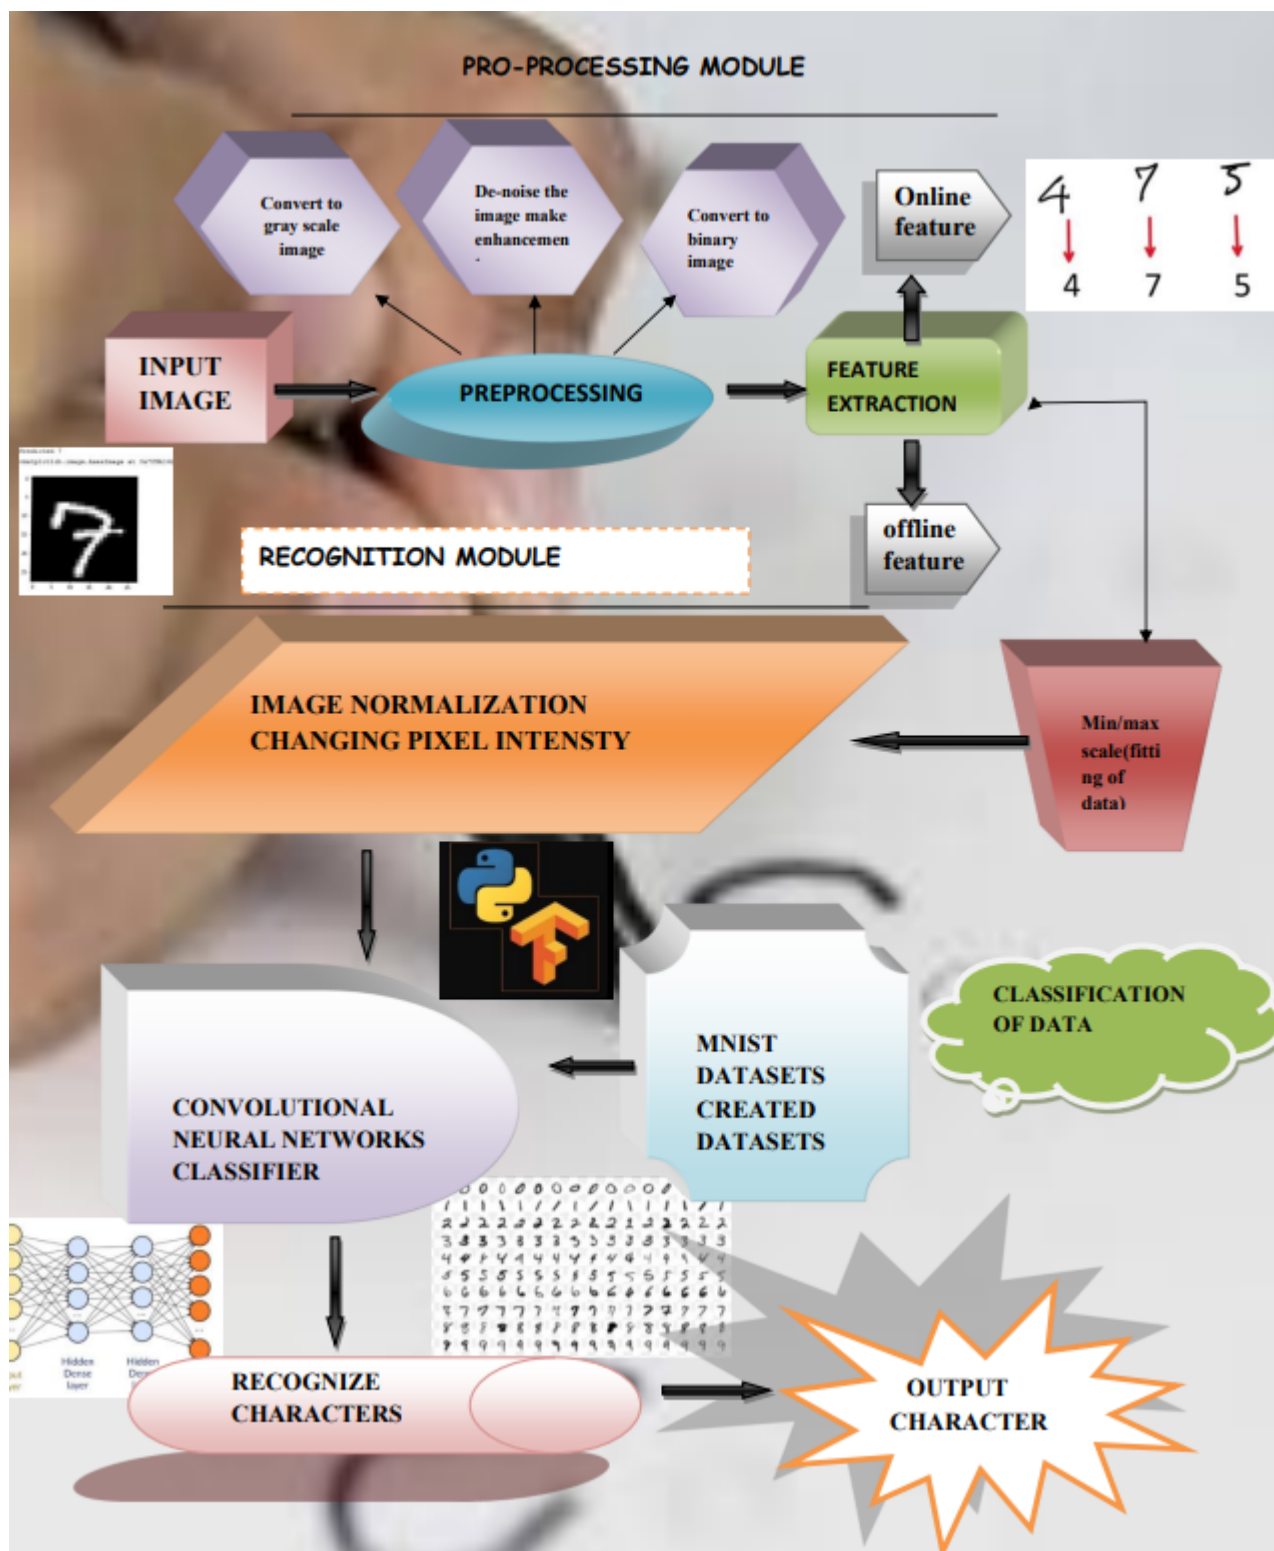 PRO-PROCESSING MODULE
Convert to
gray scale
image
De-noise the
image make
enhancemen
Convert to
binary
image
Online
feature
4 7 5
4 7 5
INPUT
IMAGE
PREPROCESSING
FEATURE
EXTRACTION
offline
feature
RECOGNITION MODULE
7
IMAGE NORMALIZATION
CHANGING PIXEL INTENSTY
Min/max
scale(fitti
ng of
data)
CLASSIFICATION
OF DATA
MNIST
DATASETS
CREATED
DATASETS
CONVOLUTIONAL
NEURAL NETWORKS
CLASSIFIER
Hidden
Dense
layer
Hidden
RECOGNIZE
CHARACTERS
OUTPUT
CHARACTER